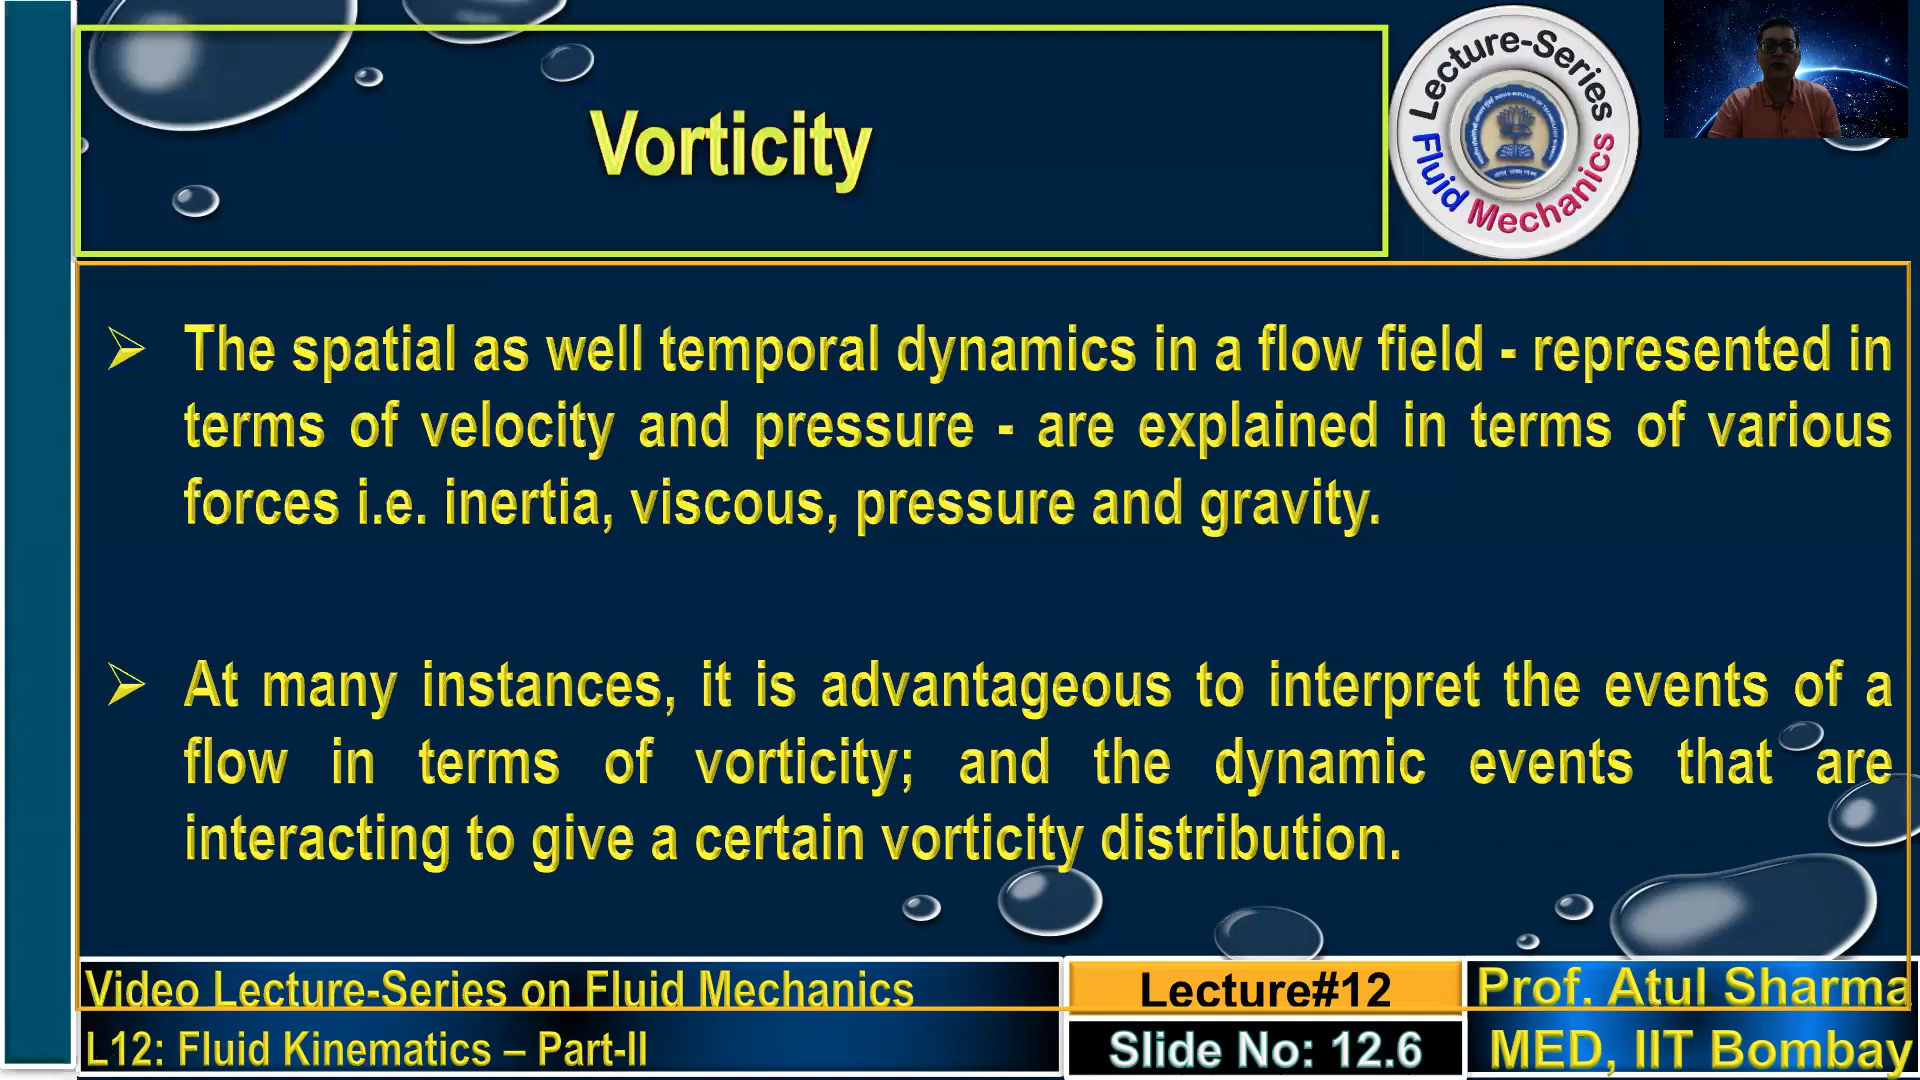 Vorticity
Lecture-Series
Fluid Mechanics
➢ The spatial as well temporal dynamics in a flow field - represented in
terms of velocity and pressure - are explained in terms of various
forces i.e. inertia, viscous, pressure and gravity.
➢ At many instances, it is advantageous to interpret the events of a
flow in terms of vorticity; and the dynamic events that are
interacting to give a certain vorticity distribution.
Video Lecture-Series on Fluid Mechanics
L12: Fluid Kinematics – Part-II
Lecture#12
Slide No: 12.6
Prof. Atul Sharma
MED, IIT Bombay